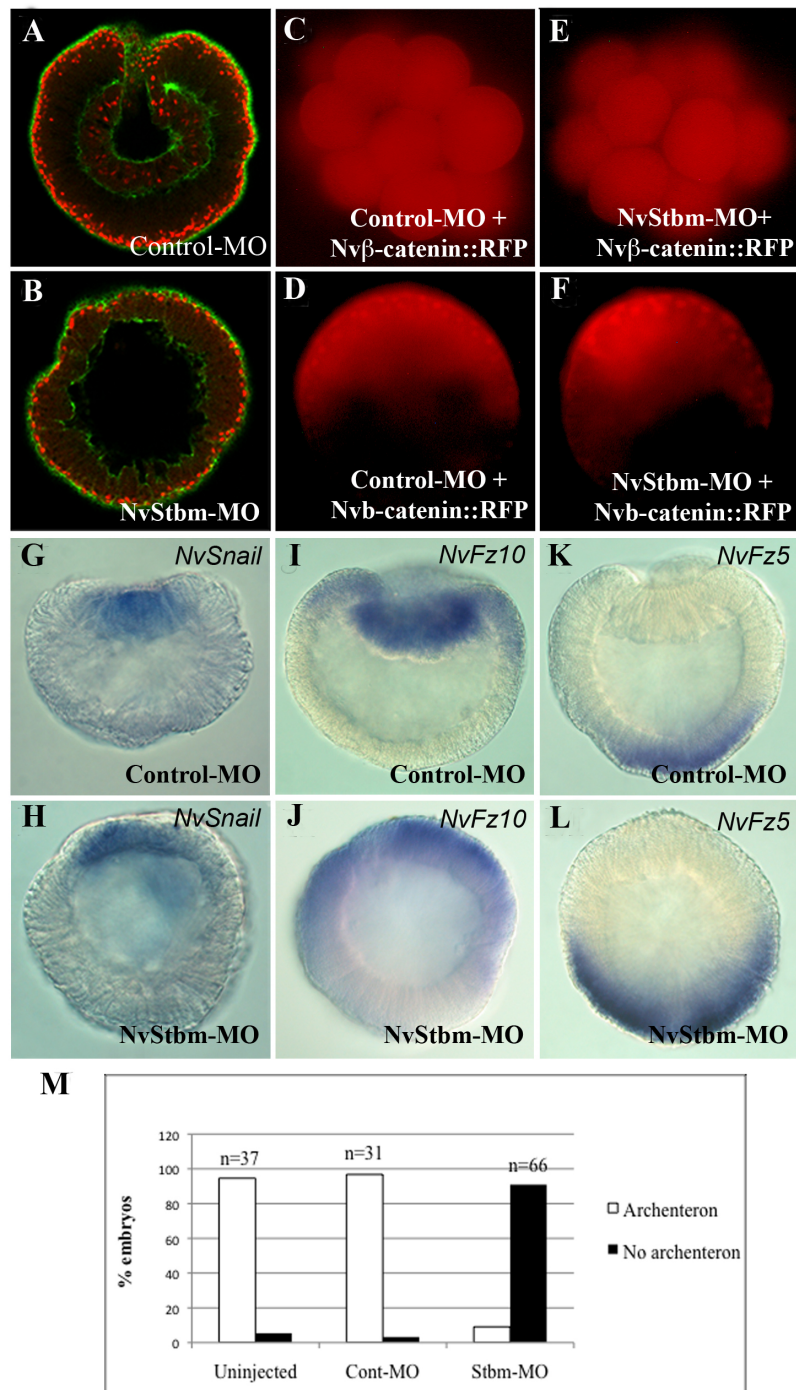 A
Control-MO
C
Control-MO +
Nvβ-catenin::RFP
E
NvStbm-MO+
Nvβ-catenin::RFP
B
NvStbm-MO
D
Control-MO +
Nvb-catenin::RFP
F
NvStbm-MO +
Nvb-catenin::RFP
G
NvSnail
Control-MO
I
NvFz10
Control-MO
K
NvFz5
Control-MO
H
NvSnail
NvStbm-MO
J
NvFz10
NvStbm-MO
L
NvFz5
NvStbm-MO
M
% embryos
120
100
80
60
40
20
0
n=37
n=31
n=66
Uninjected
Cont-MO
Stbm-MO
Archenteron
No archenteron